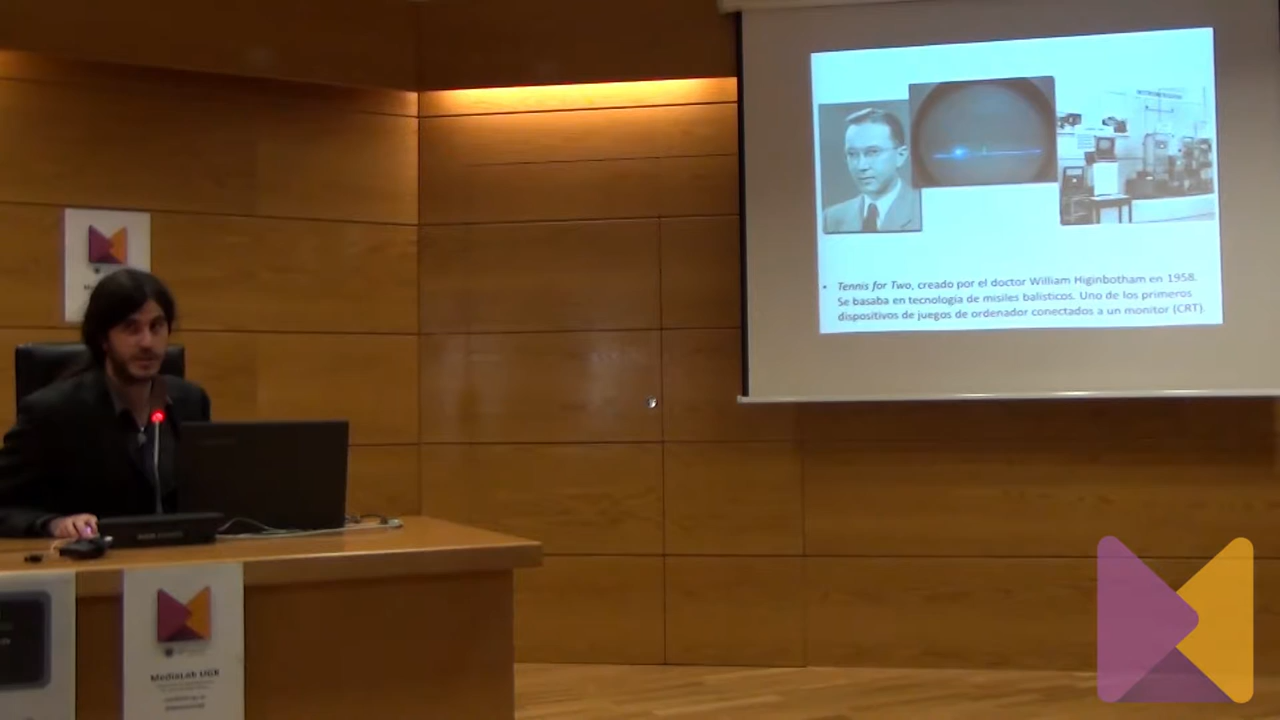 Tennis for Two, creado por el doctor William Higinbotham en 1958.
Se basaba en tecnología de misiles balísticos. Uno de los primeros
dispositivos de juegos de ordenador conectados a un monitor (CRT)
MediaLab UGR